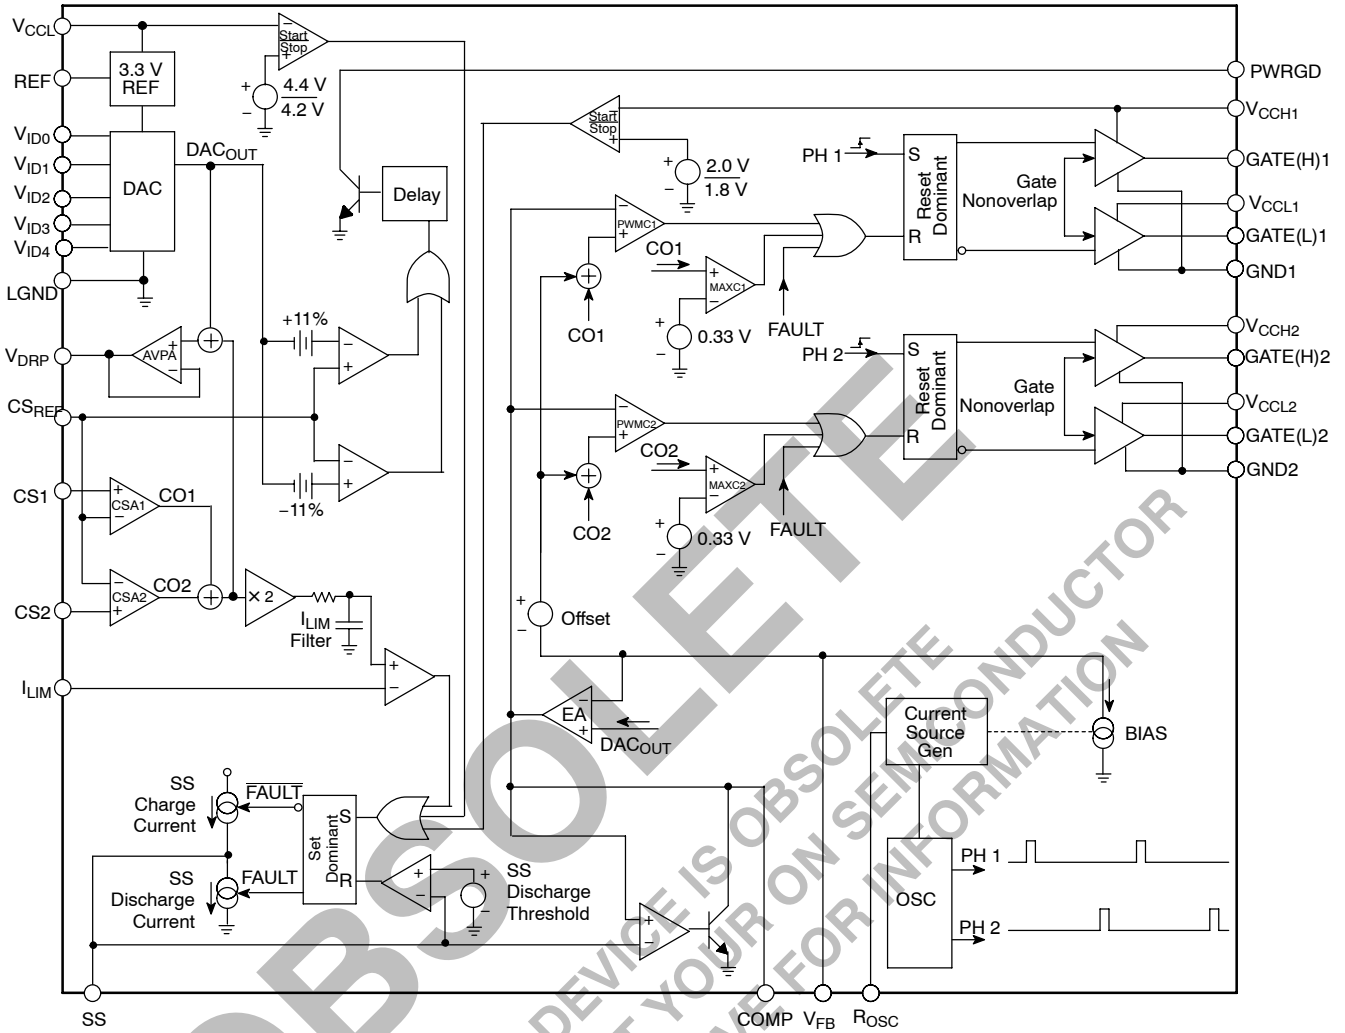 VCCL
Start
Stop
3.3 V
REF
REF
4.4 V
4.2 V
PWRGD
VCCH1
Start
Stop
2.0 V
1.8 V
VID0
VID1
VID2
VID3
VID4
DAC
DACOUT
LGND
Delay
PH 1
S
R
Reset
Dominant
Gate
Nonoverlap
GATE(H)1
VCCL1
GATE(L)1
GND1
PWMC1
CO1
CO1
MAXC1
0.33 V
FAULT
+11%
−11%
VDRP
AVPA
CSREF
PH 2
S
R
Reset
Dominant
Gate
Nonoverlap
VCCH2
GATE(H)2
VCCL2
GATE(L)2
GND2
PWMC2
CO2
CO2
MAXC2
0.33 V
FAULT
CS1
CSA1
CO1
CS2
CSA2
CO2
× 2
ILIM
Filter
ILIM
Offset
EA
DACOUT
Current
Source
Gen
BIAS
SS
Charge
Current
FAULT
SS
Discharge
Current
FAULT
Set
Dominant
S
R
SS
Discharge
Threshold
OSC
PH 1
PH 2
SS
COMP
VFB
ROSC
OBSOLETE
DEVICE IS OBSOLETE
YOUR ON SEMICONDUCTOR
FOR INFORMATION